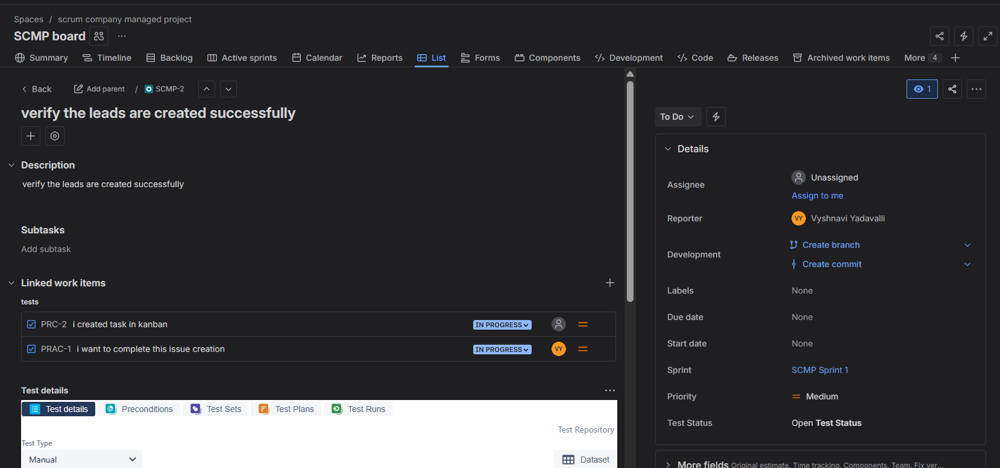 Spaces / scrum company managed project
SCMP board
Summary Timeline Backlog Active sprints Calendar Reports List Forms Components Development Code Releases Archived work items More 4
Back Add parent / SCMP-2
1
verify the leads are created successfully
To Do
Description
verify the leads are created successfully
Subtasks
Add subtask
Linked work items
tests
PRC-2 i created task in kanban IN PROGRESS
PRAC-1 i want to complete this issue creation IN PROGRESS VY
Test details
Test details Preconditions Test Sets Test Plans Test Runs
Test Repository
Test Type
Manual Dataset
Details
Assignee Unassigned
Assign to me
Reporter VY Vyshnavi Yadavalli
Development Create branch
Create commit
Labels None
Due date None
Start date None
Sprint SCMP Sprint 1
Priority Medium
Test Status Open Test Status
More fields Original estimate, Time tracking, Components, Team, Fix ver...